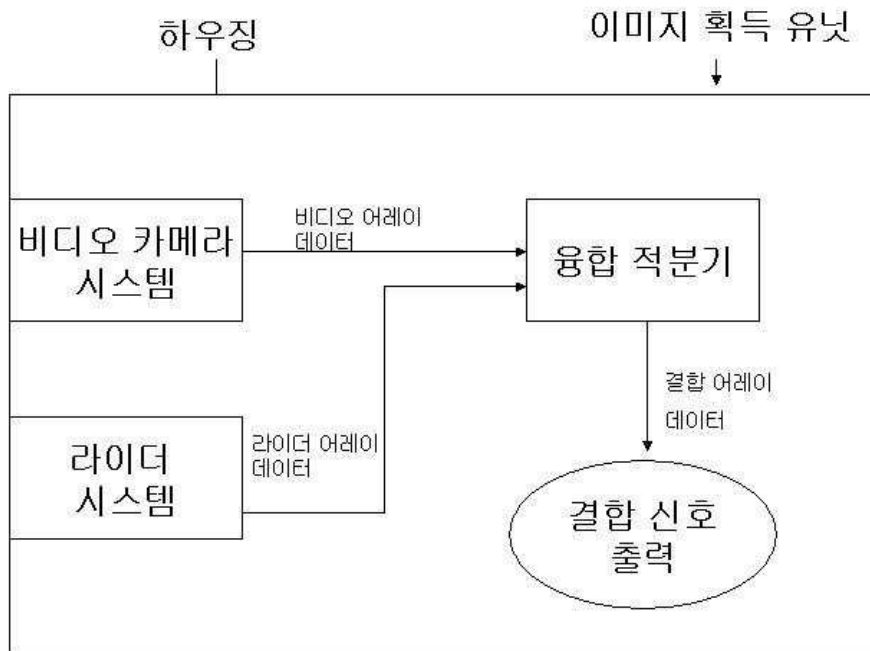 하우징
이미지 획득 유닛
비디오 카메라
시스템
비디오 어레이
데이터
융합 적분기
라이더
시스템
라이더 어레이
데이터
결합 어레이
데이터
결합 신호
출력